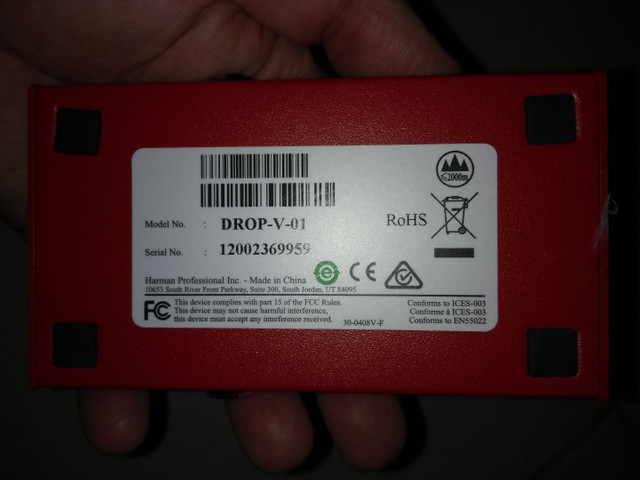 ≤2000m
Model No. : DROP-V-01
RoHS
Serial No. : 12002369959
e CE
Harman Professional Inc. - Made in China
10653 South River Front Parkway, Suite 300, South Jordan, UT 84095
FC This device complies with part 15 of the FCC Rules.
This device may not cause harmful interference,
this device must accept any interference received.
30-0408V-F
Conforms to ICES-003
Conforme à ICES-003
Conforms to EN55022